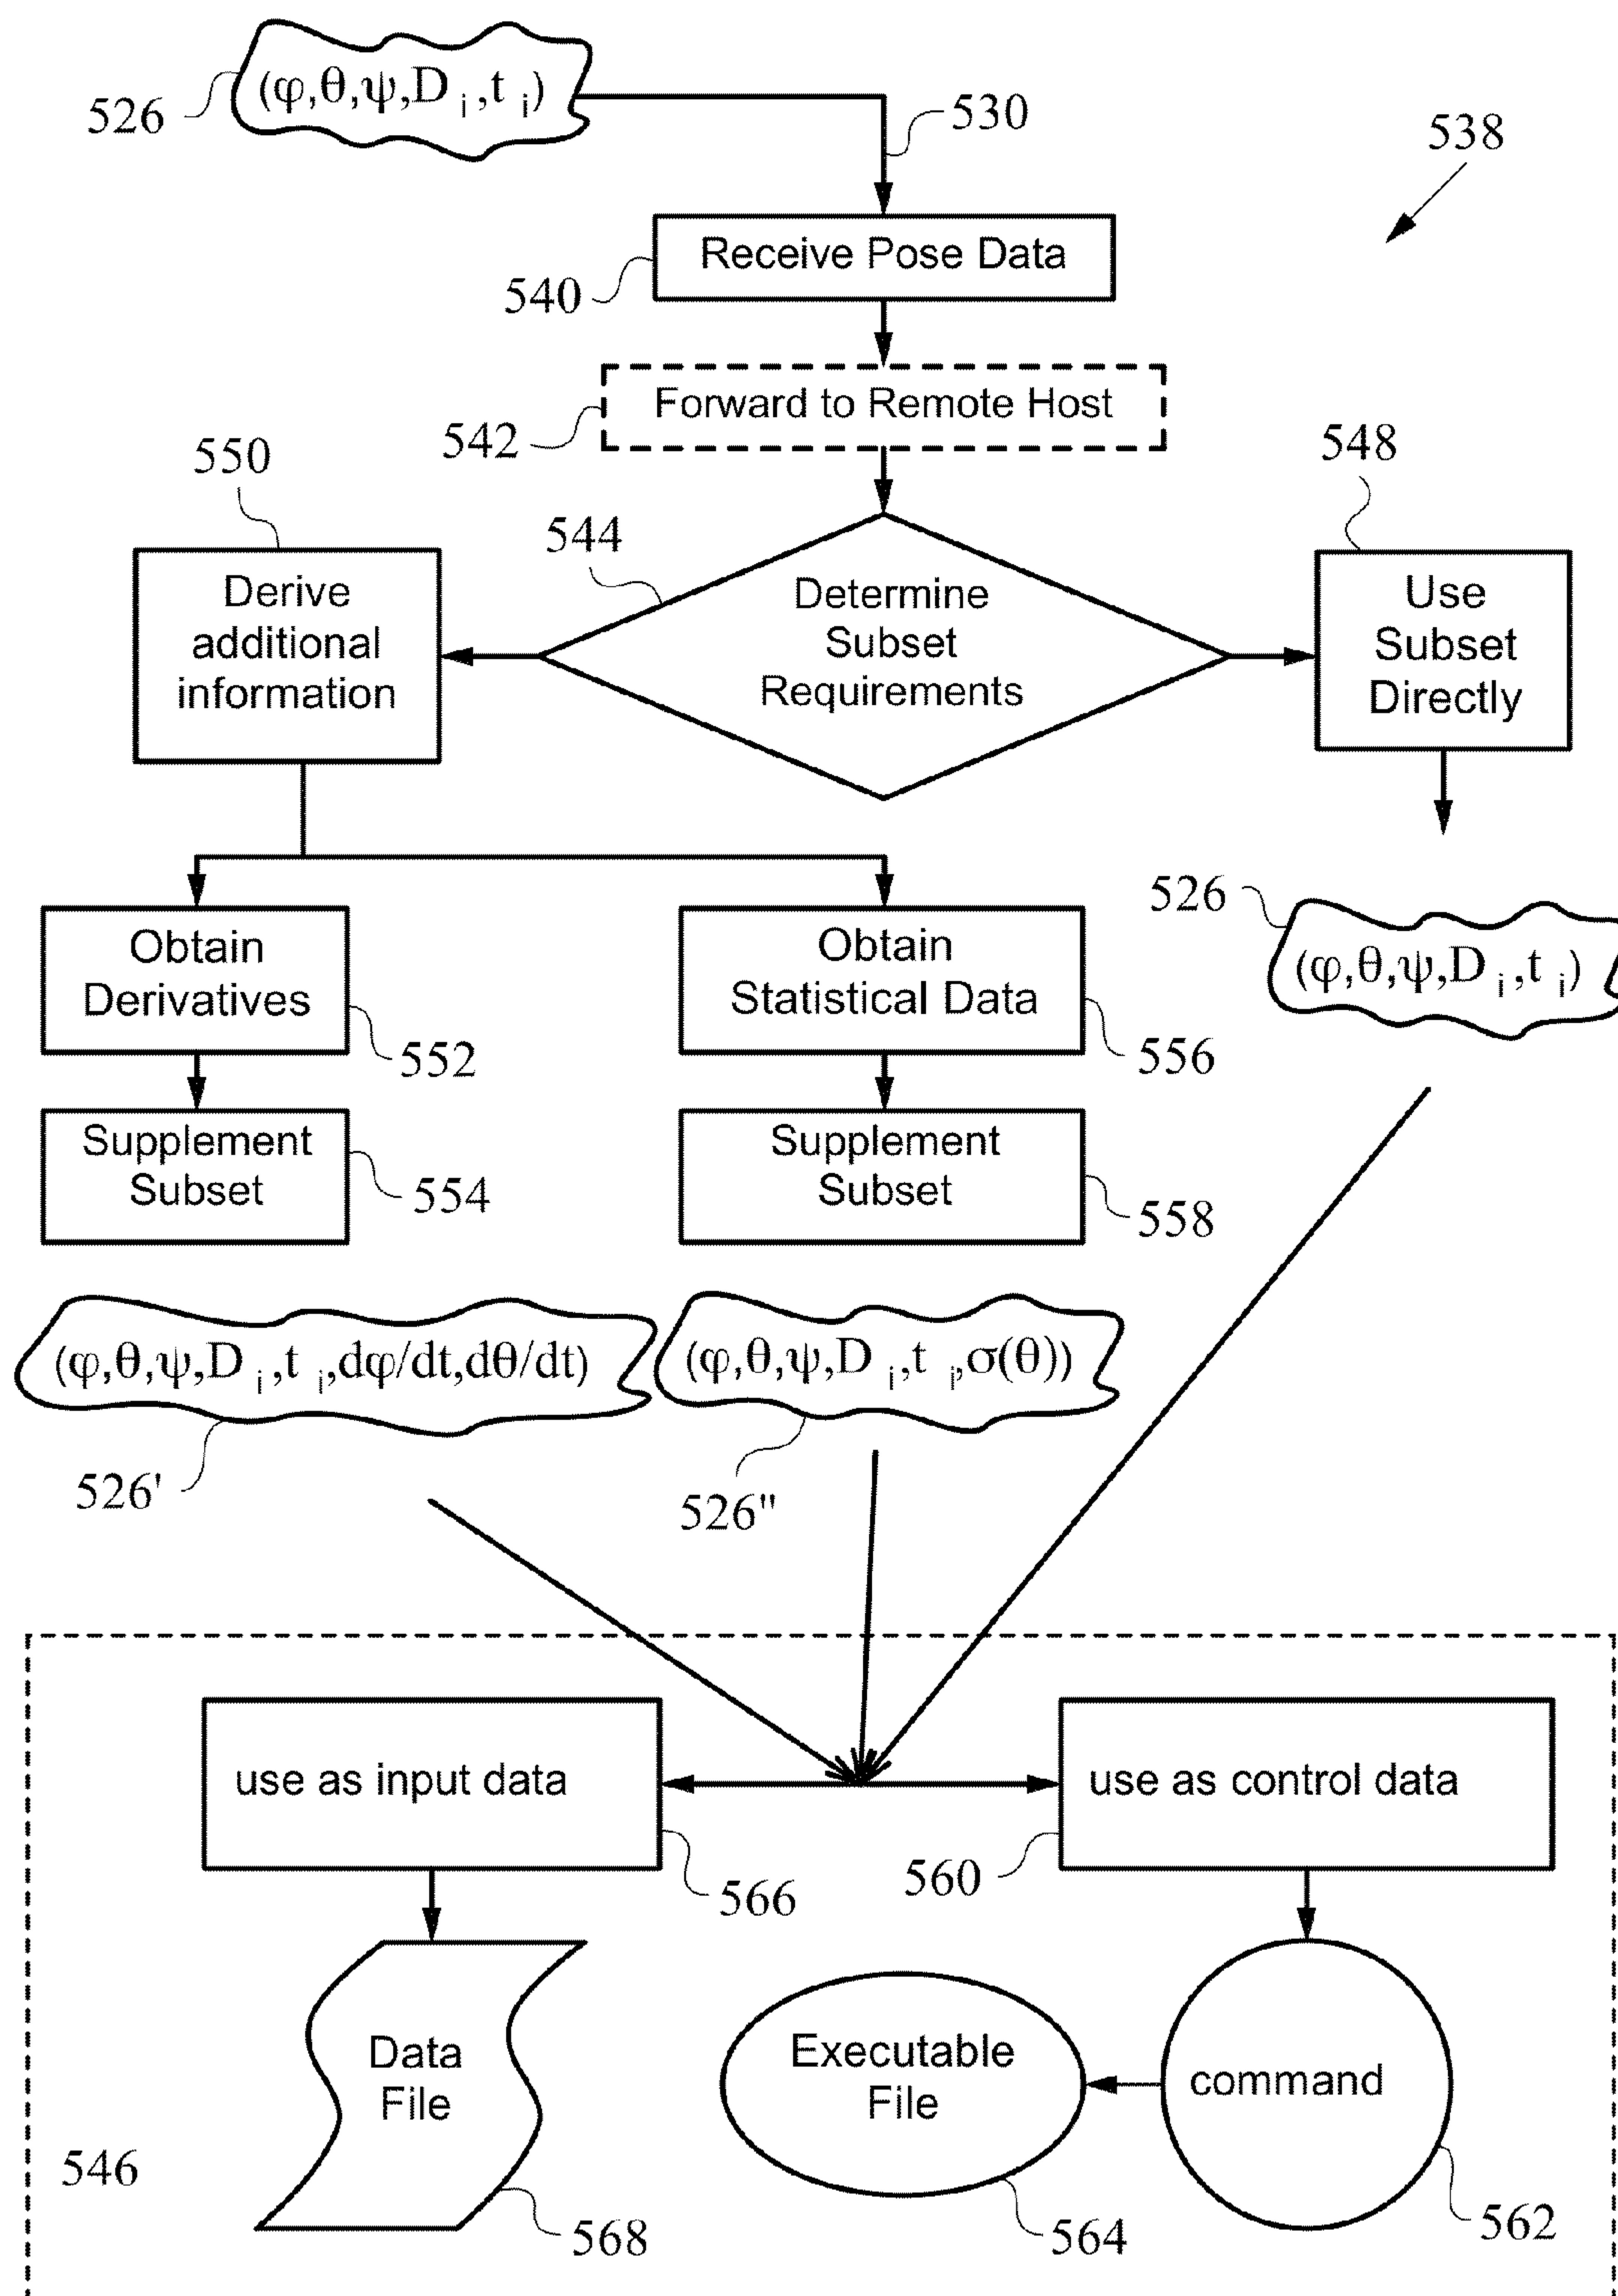 (φ,θ,ψ,D i ,t i)
526
530
538
Receive Pose Data
540
Forward to Remote Host
542
550
548
544
Derive
additional
information
Determine
Subset
Requirements
Use
Subset
Directly
526
(φ,θ,ψ,D i ,t i)
Obtain
Derivatives
552
Obtain
Statistical Data
556
Supplement
Subset
554
Supplement
Subset
558
(φ,θ,ψ,D i ,t i,dφ/dt,dθ/dt)
(φ,θ,ψ,D i ,t i,σ(θ))
526'
526"
use as input data
use as control data
566
560
Data
File
Executable
File
command
546
568
564
562